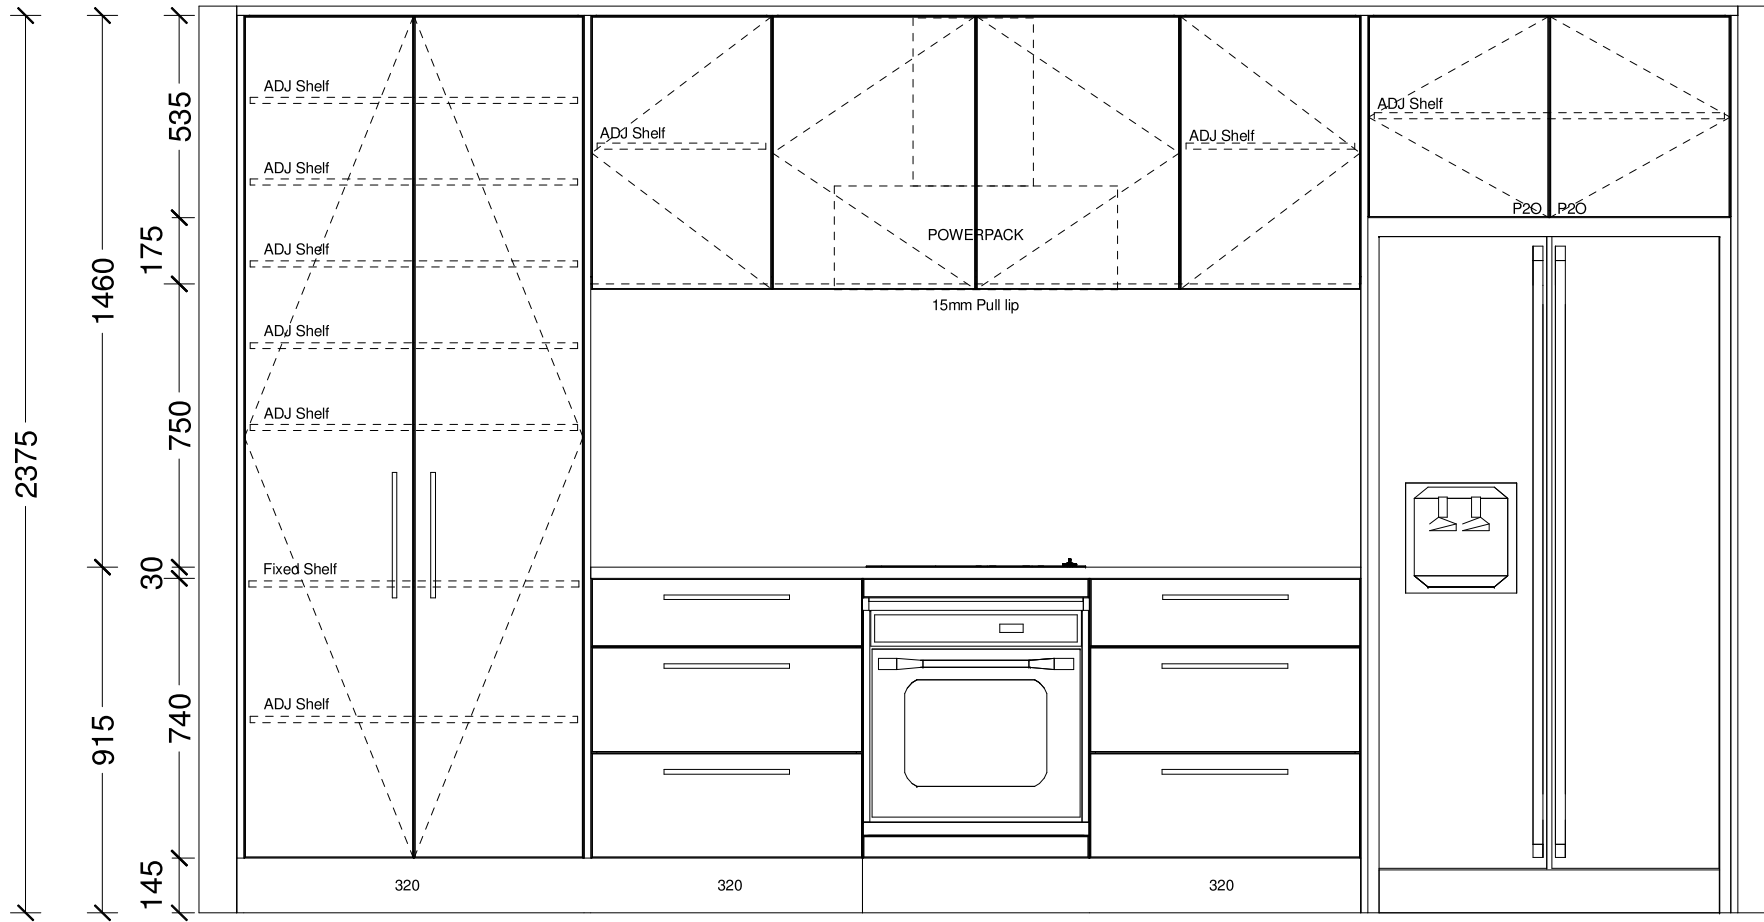 2375
1460
915
535
175
750
30
740
145
ADJ Shelf
ADJ Shelf
ADJ Shelf
ADJ Shelf
ADJ Shelf
Fixed Shelf
ADJ Shelf
320
ADJ Shelf
POWERPACK
15mm Pull lip
ADJ Shelf
320
320
ADJ Shelf
P2O P2O